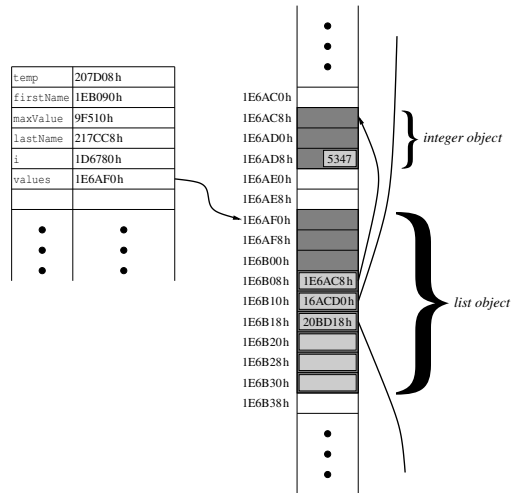 temp 207D08h
firstName 1EB090h
maxValue 9F510h
lastName 217CC8h
i 1D6780h
values 1E6AF0h
1E6AC0h
1E6AC8h
1E6AD0h
integer object
1E6AD8h 5347
1E6AE0h
1E6AE8h
1E6AF0h
1E6AF8h
1E6B00h
1E6B08h 1E6AC8h
1E6B10h 16ACD0h
list object
1E6B18h 20BD18h
1E6B20h
1E6B28h
1E6B30h
1E6B38h